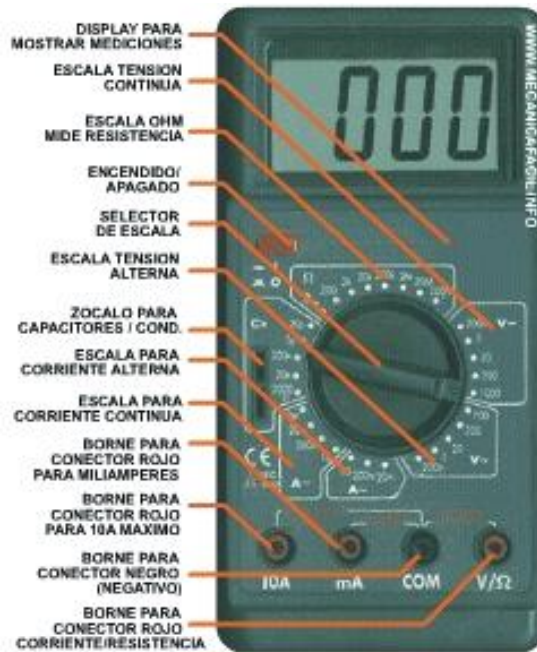 DISPLAY PARA
MOSTRAR MEDICIONES
ESCALA TENSION
CONTINUA
ESCALA OHM
MIDE RESISTENCIA
ENCENDIDO/
APAGADO
SELECTOR
DE ESCALA
ESCALA TENSION
ALTERNA
ZOCALO PARA
CAPACITORES / COND.
ESCALA PARA
CORRIENTE ALTERNA
ESCALA PARA
CORRIENTE CONTINUA
BORNE PARA
CONECTOR ROJO
PARA MILIAMPERES
BORNE PARA
CONECTOR ROJO
PARA 10A MAXIMO
BORNE PARA
CONECTOR NEGRO
(NEGATIVO)
BORNE PARA
CONECTOR ROJO
CORRIENTE/RESISTENCIA
000
WWW.MECANICAFACIL.INFO
Cx
CE
A~
V~
10A mA COM V/Ω